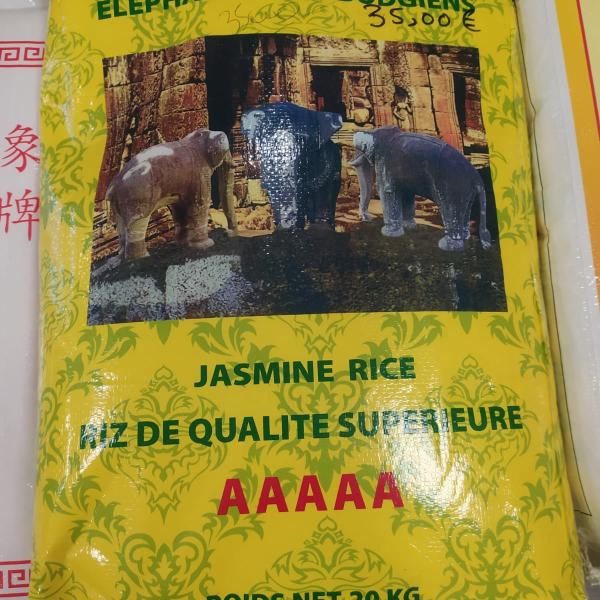 35,00 €
象
牌
JASMINE RICE
RIZ DE QUALITE SUPERIEURE
AAAAA
POIDS NET 20 KG